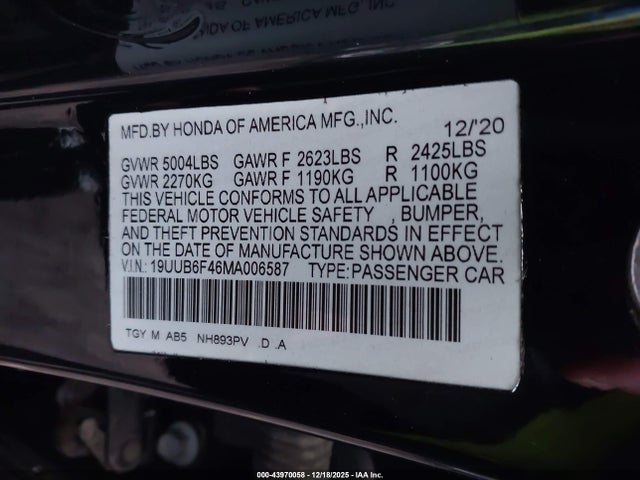 MFD.BY HONDA OF AMERICA MFG.,INC. 12/'20
GVWR 5004LBS GAWR F 2623LBS R 2425LBS
GVWR 2270KG GAWR F 1190KG R 1100KG
THIS VEHICLE CONFORMS TO ALL APPLICABLE
FEDERAL MOTOR VEHICLE SAFETY , BUMPER,
AND THEFT PREVENTION STANDARDS IN EFFECT
ON THE DATE OF MANUFACTURE SHOWN ABOVE.
V.I.N: 19UUB6F46MA006587 TYPE:PASSENGER CAR
TGY M AB5 NH893PV .D .A
000-43970058 - 12/18/2025 - IAA Inc.